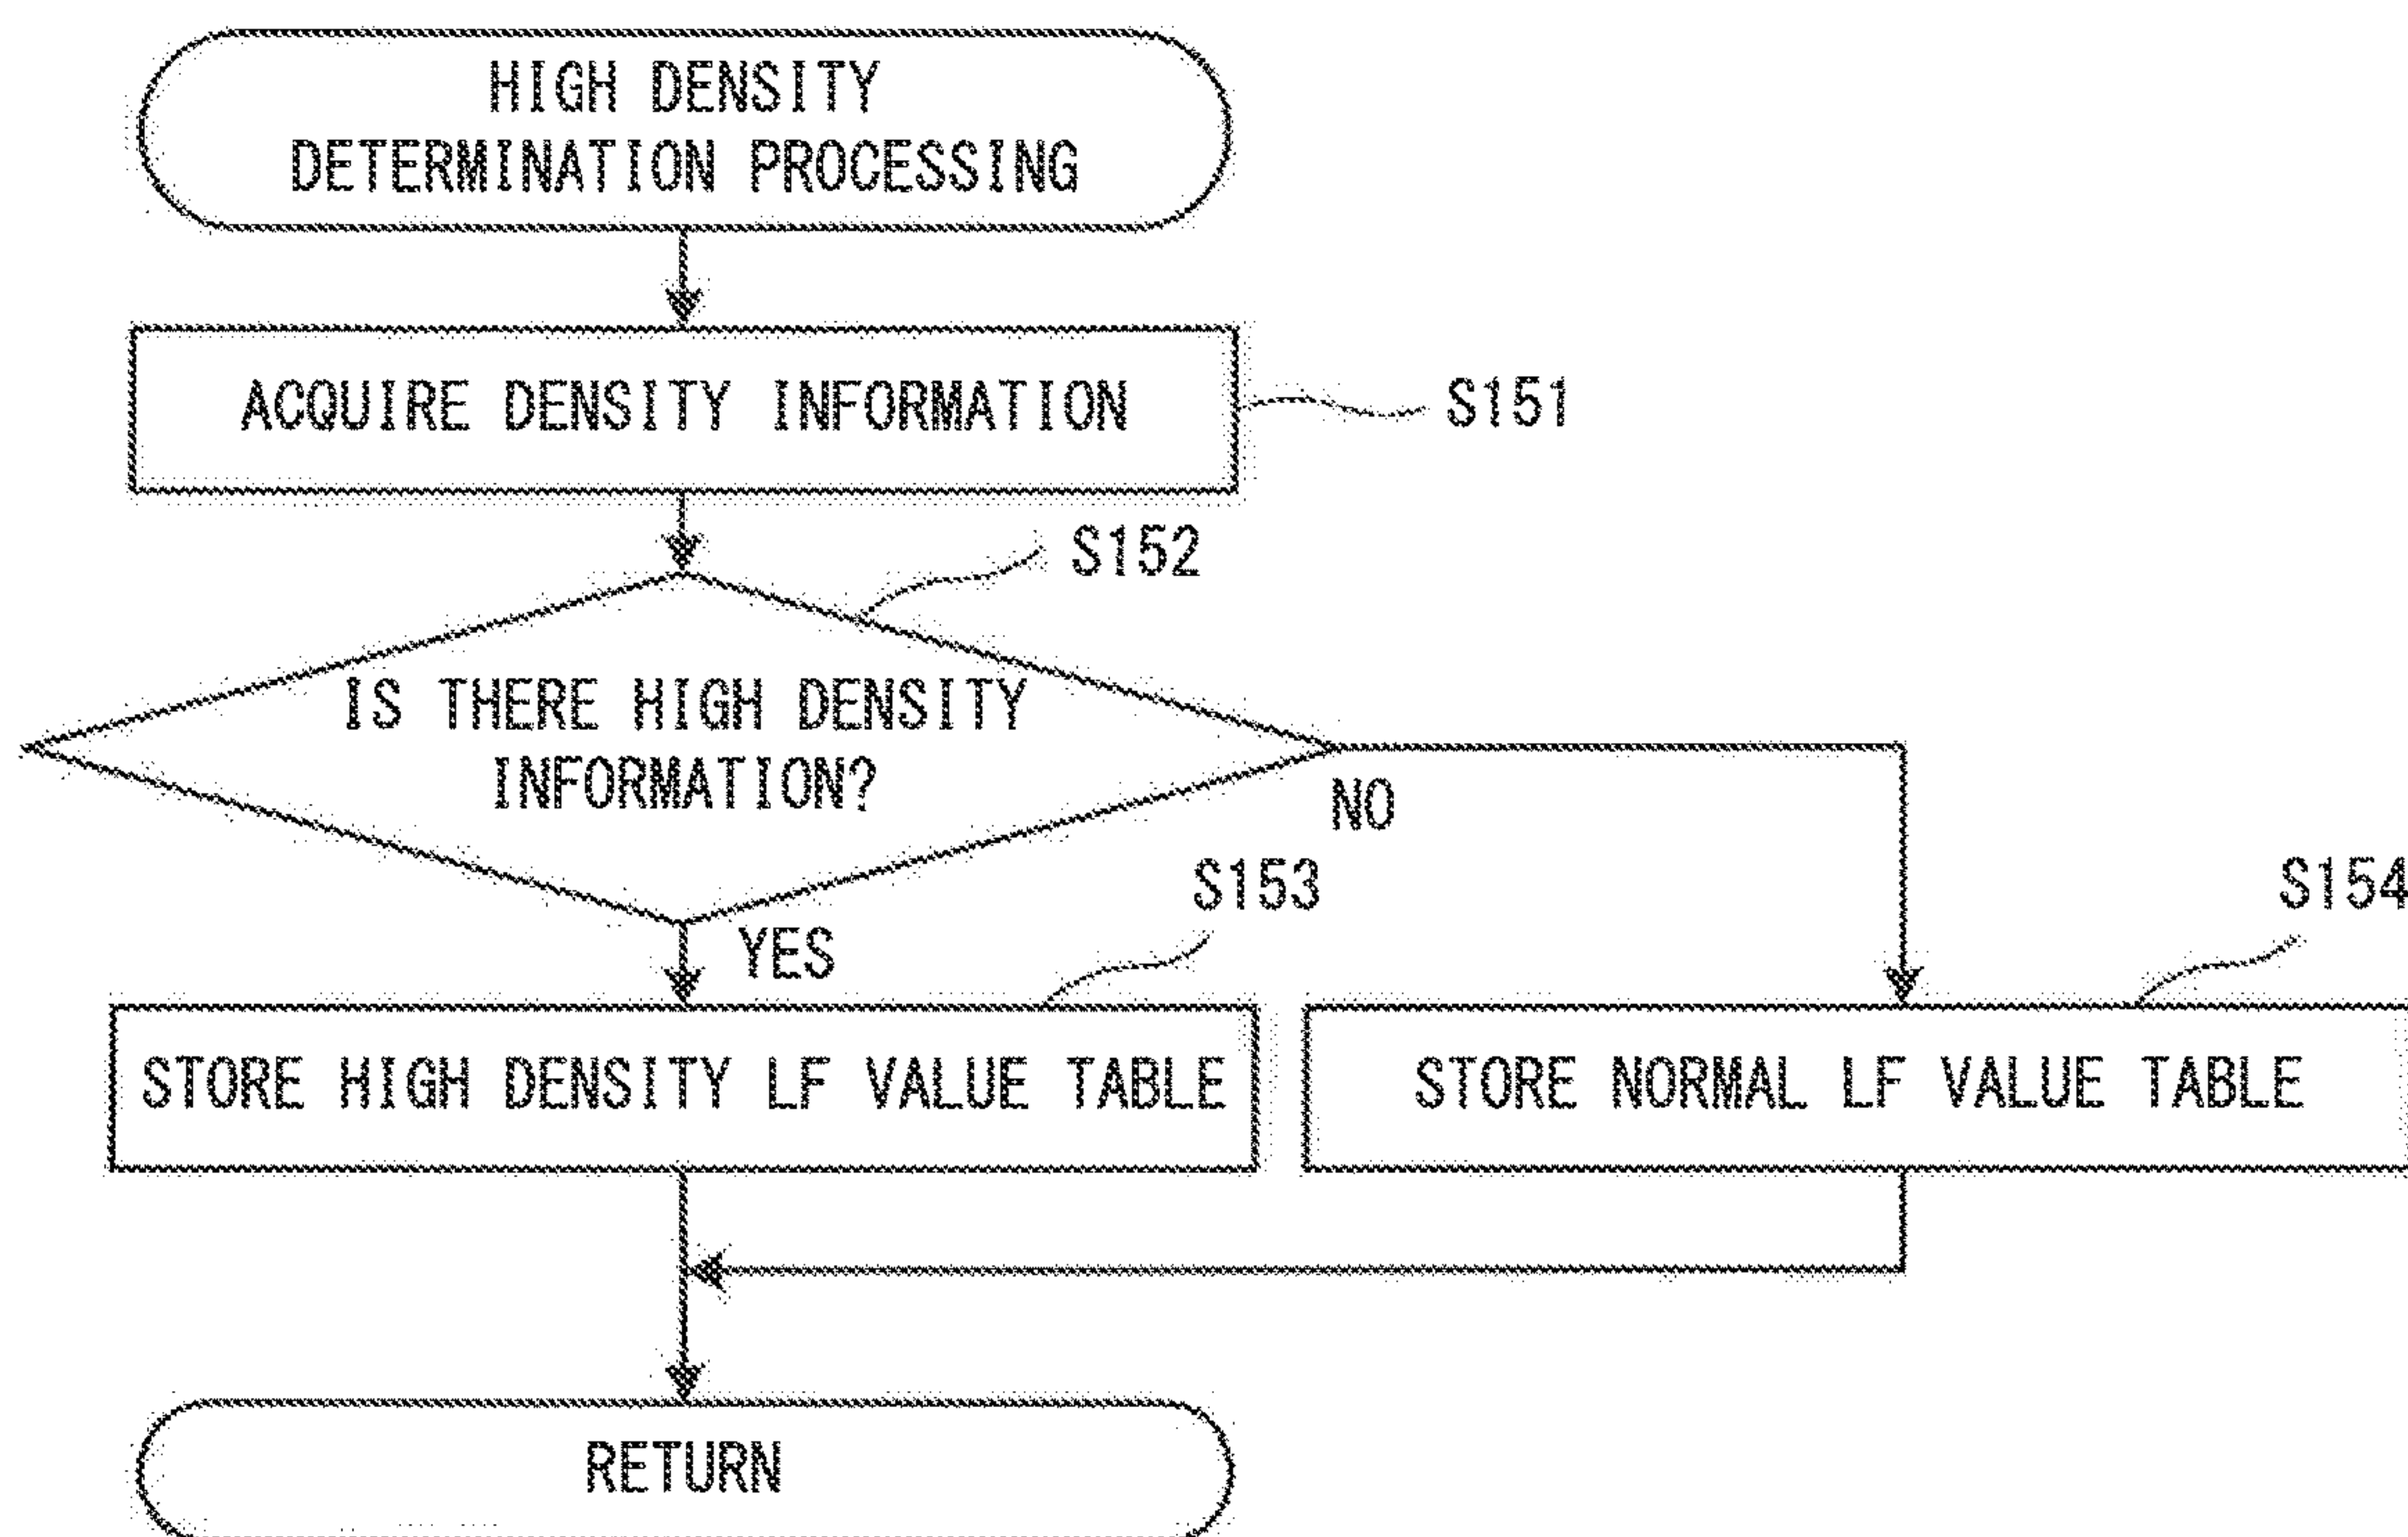 HIGH DENSITY
DETERMINATION PROCESSING
ACQUIRE DENSITY INFORMATION
S151
S152
IS THERE HIGH DENSITY
INFORMATION?
NO
YES
S153
S154
STORE HIGH DENSITY LF VALUE TABLE
STORE NORMAL LF VALUE TABLE
RETURN